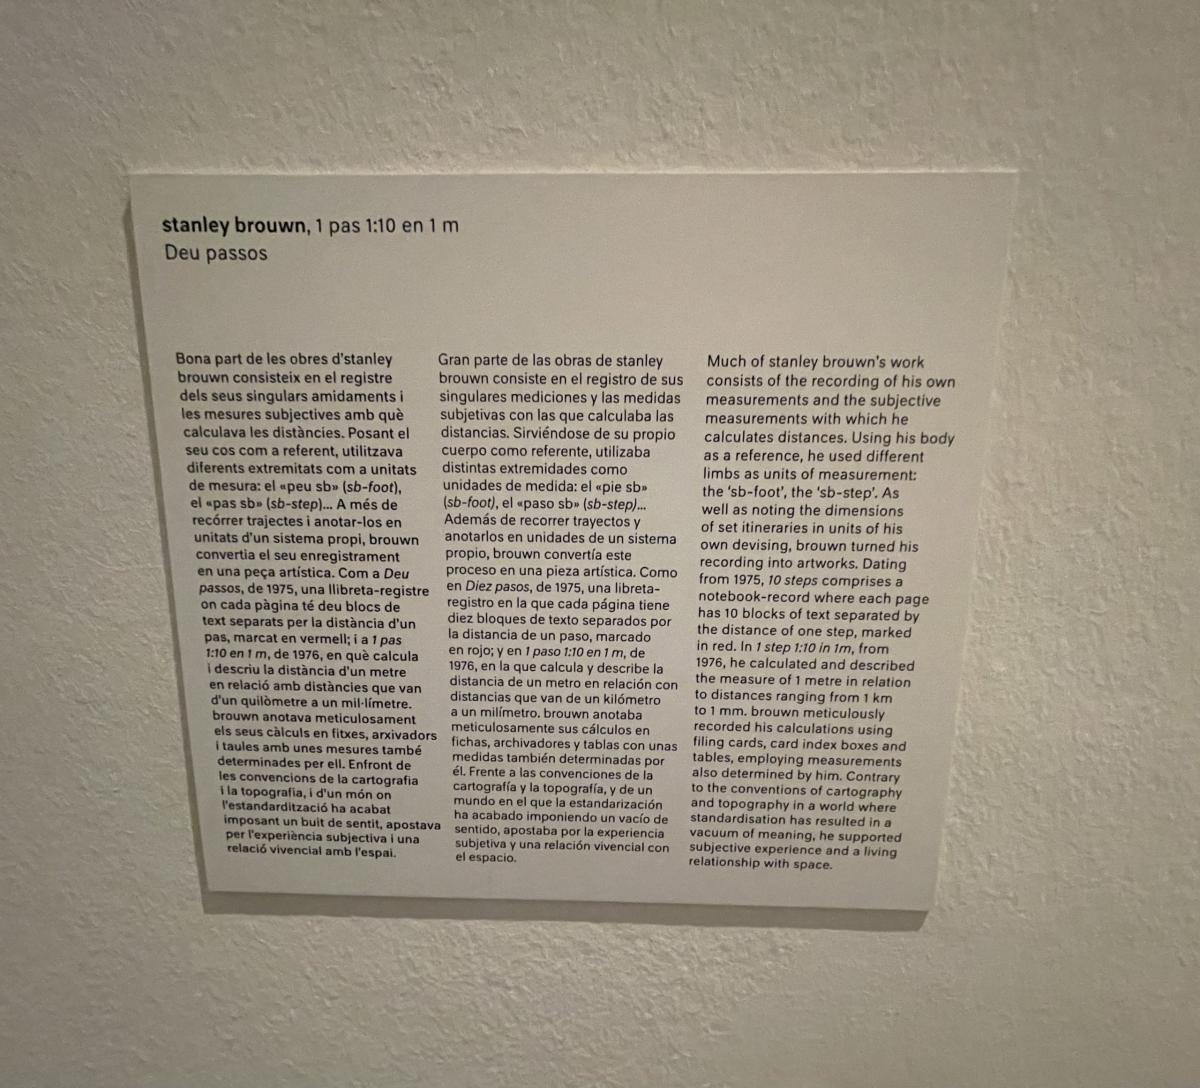 stanley brouwn, 1 pas 1:10 en 1 m
Deu passos
Bona part de les obres d'stanley
brouwn consisteix en el registre
dels seus singulars amidaments i
les mesures subjectives amb què
calculava les distàncies. Posant el
seu cos com a referent, utilitzava
diferents extremitats com a unitats
de mesura: el «peu sb» (sb-foot),
el «pas sb» (sb-step)... A més de
recórrer trajectes i anotar-los en
unitats d'un sistema propi, brouwn
convertia el seu enregistrament
en una peça artística. Com a Deu
passos, de 1975, una llibreta-registre
on cada pàgina té deu blocs de
text separats per la distància d'un
pas, marcat en vermell; i a 1 pas
1:10 en 1 m, de 1976, en què calcula
i descriu la distància d'un metre
en relació amb distàncies que van
d'un quilòmetre a un mil·límetre.
brouwn anotava meticulosament
els seus càlculs en fitxes, arxivadors
i taules amb unes mesures també
determinades per ell. Enfront de
les convencions de la cartografia
i la topografia, i d'un món on
l'estandardització ha acabat
imposant un buit de sentit, apostava
per l'experiència subjectiva i una
relació vivencial amb l'espai.
Gran parte de las obras de stanley
brouwn consiste en el registro de sus
singulares mediciones y las medidas
subjetivas con las que calculaba las
distancias. Sirviéndose de su propio
cuerpo como referente, utilizaba
distintas extremidades como
unidades de medida: el «pie sb»
(sb-foot), el «paso sb» (sb-step)...
Además de recorrer trayectos y
anotarlos en unidades de un sistema
propio, brouwn convertía este
proceso en una pieza artística. Como
en Diez pasos, de 1975, una libreta-
registro en la que cada página tiene
diez bloques de texto separados por
la distancia de un paso, marcado
en rojo; y en 1 paso 1:10 en 1 m, de
1976, en la que calcula y describe la
distancia de un metro en relación con
distancias que van de un kilómetro
a un milímetro. brouwn anotaba
meticulosamente sus cálculos en
fichas, archivadores y tablas con unas
medidas también determinadas por
él. Frente a las convenciones de la
cartografía y la topografía, y de un
mundo en el que la estandarización
ha acabado imponiendo un vacío de
sentido, apostaba por la experiencia
subjetiva y una relación vivencial con
el espacio.
Much of stanley brouwn's work
consists of the recording of his own
measurements and the subjective
measurements with which he
calculates distances. Using his body
as a reference, he used different
limbs as units of measurement:
the 'sb-foot', the 'sb-step'. As
well as noting the dimensions
of set itineraries in units of his
own devising, brouwn turned his
recording into artworks. Dating
from 1975, 10 steps comprises a
notebook-record where each page
has 10 blocks of text separated by
the distance of one step, marked
in red. In 1 step 1:10 in 1m, from
1976, he calculated and described
the measure of 1 metre in relation
to distances ranging from 1 km
to 1 mm. brouwn meticulously
recorded his calculations using
filing cards, card index boxes and
tables, employing measurements
also determined by him. Contrary
to the conventions of cartography
and topography in a world where
standardisation has resulted in a
vacuum of meaning, he supported
subjective experience and a living
relationship with space.